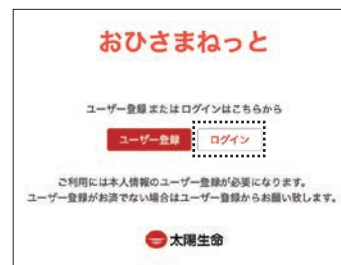 おひさまねっと
ユーザー登録 または ログインはこちらから
ユーザー登録 ログイン
ご利用には本人情報のユーザー登録が必要になります。
ユーザー登録がお済でない場合はユーザー登録からお願い致します。
太陽生命